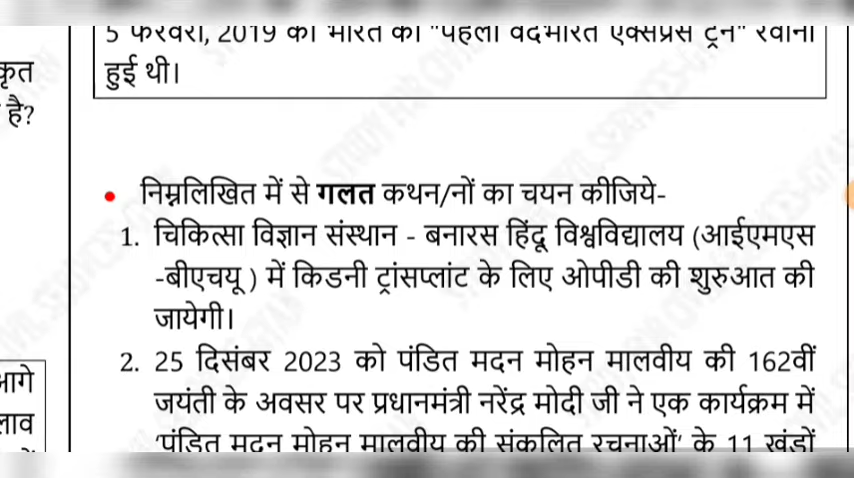 5 फरवरी, 2019 को भारत की "पहली वंदेभारत एक्सप्रेस ट्रेन" रवाना
हुई थी।
कृत
है?
• निम्नलिखित में से गलत कथन/नों का चयन कीजिये-
1. चिकित्सा विज्ञान संस्थान - बनारस हिंदू विश्वविद्यालय (आईएमएस
-बीएचयू ) में किडनी ट्रांसप्लांट के लिए ओपीडी की शुरुआत की
जायेगी।
2. 25 दिसंबर 2023 को पंडित मदन मोहन मालवीय की 162वीं
जयंती के अवसर पर प्रधानमंत्री नरेंद्र मोदी जी ने एक कार्यक्रम में
'पंडित मदन मोहन मालवीय की संकलित रचनाओं' के 11 खंडों
आगे
लाव